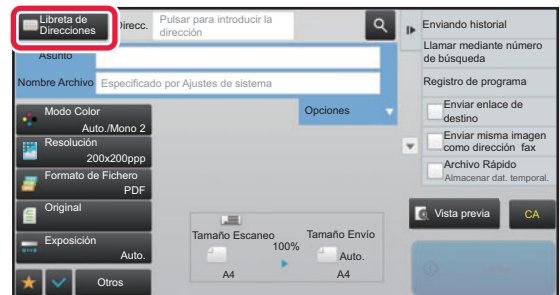 Libreta de
Direcciones
Direcc.
Pulsar para introducir la
dirección
Asunto
Nombre Archivo
Especificado por Ajustes de sistema
Modo Color
Auto./Mono 2
Resolución
200x200ppp
Formato de Fichero
PDF
Original
Exposición
Auto.
Otros
Opciones
Tamaño Escaneo
100%
Tamaño Envío
Auto.
A4
A4
Enviando historial
Llamar mediante número
de búsqueda
Registro de programa
Enviar enlace de
destino
Enviar misma imagen
como dirección fax
Archivo Rápido
Almacenar dat. temporal.
Vista previa
CA